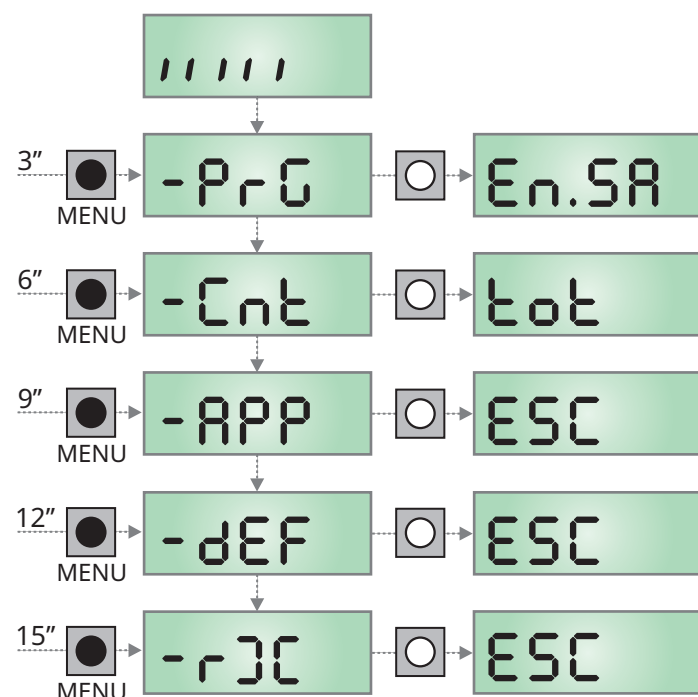 3” -PrG En.SA
MENU
6” -Cnt tot
MENU
9” -APP ESC
MENU
12” -dEF ESC
MENU
15” -r ESC
MENU